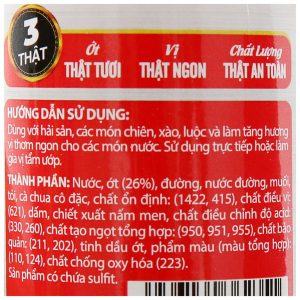 3
THẬT
Ớt
THẬT TƯƠI
Vị
THẬT NGON
Chất Lượng
THẬT AN TOÀN
HƯỚNG DẪN SỬ DỤNG:
Dùng với hải sản, các món chiên, xào, luộc và làm tăng hương
vị thơm ngon cho các món nước. Sử dụng trực tiếp hoặc làm
gia vị tẩm ướp.
THÀNH PHẦN: Nước, ớt (26%), đường, nước đường, muối,
tỏi, cà chua cô đặc, chất ổn định: (1422, 415), chất điều vị:
(621), dấm, chiết xuất nấm men, chất điều chỉnh độ acid:
(330, 260), chất tạo ngọt tổng hợp: (950, 951, 955), chất bảo
quản: (211, 202), tinh dầu ớt, phẩm màu (màu tổng hợp):
(110, 124), chất chống oxy hóa (223).
Sản phẩm có chứa sulfit.